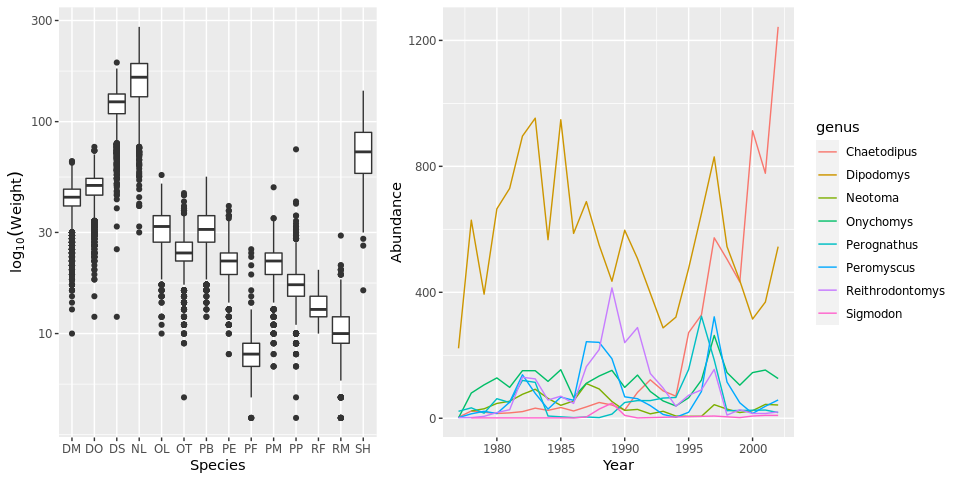 300
100
30
10
log10(Weight)
DM DO DS NL OL OT PB PE PF PM PP RF RM SH
Species
1200
800
400
0
Abundance
1980 1985 1990 1995 2000
Year
genus
Chaetodipus
Dipodomys
Neotoma
Onychomys
Perognathus
Peromyscus
Reithrodontomys
Sigmodon